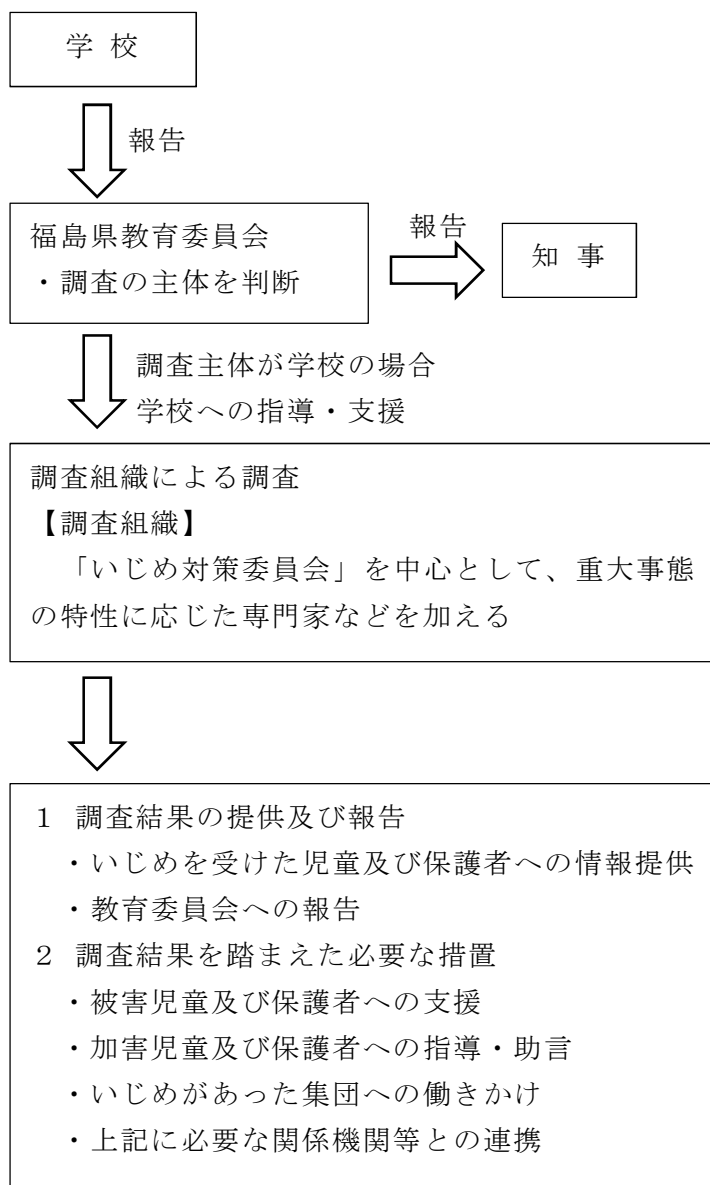 学 校
報告
福島県教育委員会
・調査の主体を判断
報告
知 事
調査主体が学校の場合
学校への指導・支援
調査組織による調査
【調査組織】
「いじめ対策委員会」を中心として、重大事態
の特性に応じた専門家などを加える
１ 調査結果の提供及び報告
・いじめを受けた児童及び保護者への情報提供
・教育委員会への報告
２ 調査結果を踏まえた必要な措置
・被害児童及び保護者への支援
・加害児童及び保護者への指導・助言
・いじめがあった集団への働きかけ
・上記に必要な関係機関等との連携